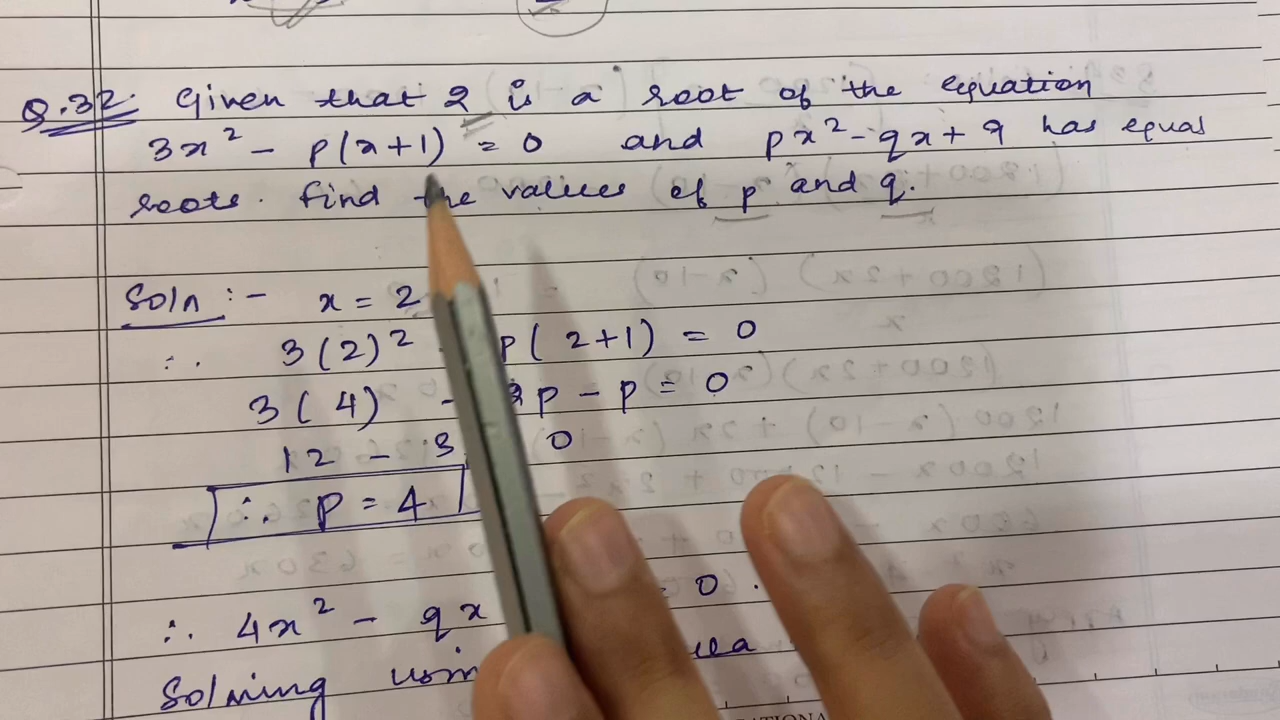 Q.32. Given that 2 is a root of the equation
3x² - p(x+1) = 0 and px² - qx + 9 has equal
roots. find the values of p and q.
Soln :- x = 2
∴ 3(2)² p( 2+1) = 0
3( 4) - p - p = 0
12 - 3 0
∴ p = 4
∴ 4x² - qx = 0 .
Solving